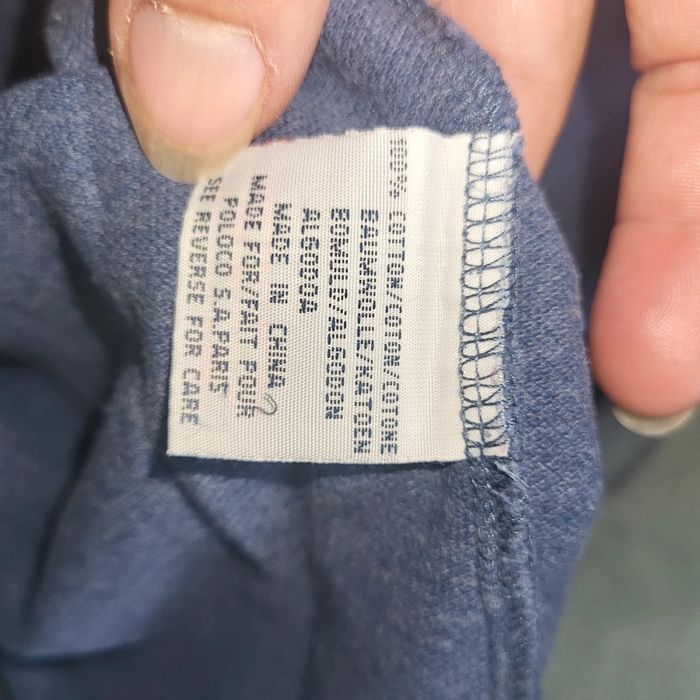 100% COTTON/COTON/COTONE
BAUMWOLLE/KATOEN
BOMULD/ALGODON
ALGODOA
MADE IN CHINA
MADE FOR/FAIT POUR
POLOCO S.A.PARIS
SEE REVERSE FOR CARE